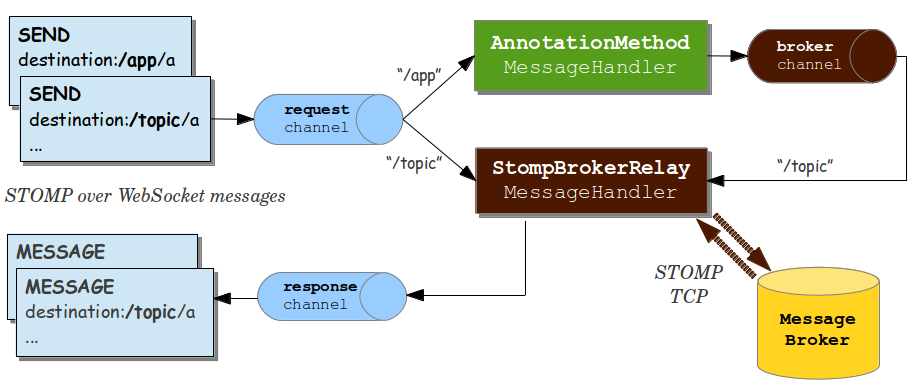 SEND
destination:/app/a
SEND
destination:/topic/a
...
STOMP over WebSocket messages
request
channel
“/app”
“/topic”
AnnotationMethod
MessageHandler
broker
channel
“/topic”
StompBrokerRelay
MessageHandler
MESSAGE
MESSAGE
destination:/topic/a
...
response
channel
STOMP
TCP
Message
Broker